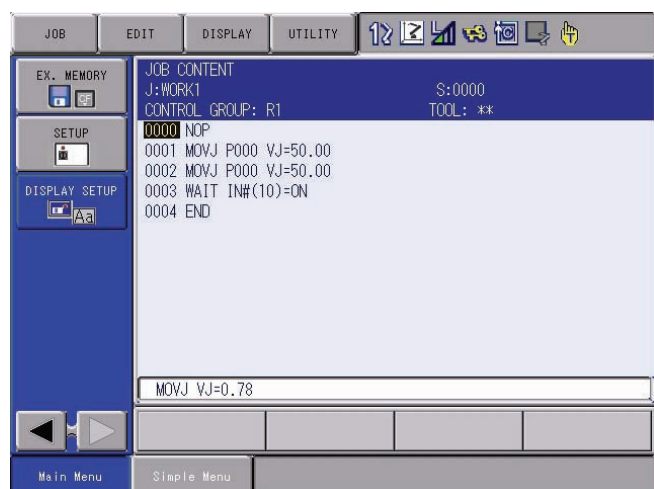 JOB EDIT DISPLAY UTILITY
EX. MEMORY
CF
SETUP
DISPLAY SETUP
Aa
JOB CONTENT
J:WORK1 S:0000
CONTROL GROUP: R1 TOOL: **
0000 NOP
0001 MOVJ P000 VJ=50.00
0002 MOVJ P000 VJ=50.00
0003 WAIT IN#(10)=ON
0004 END
MOVJ VJ=0.78
Main Menu Simple Menu